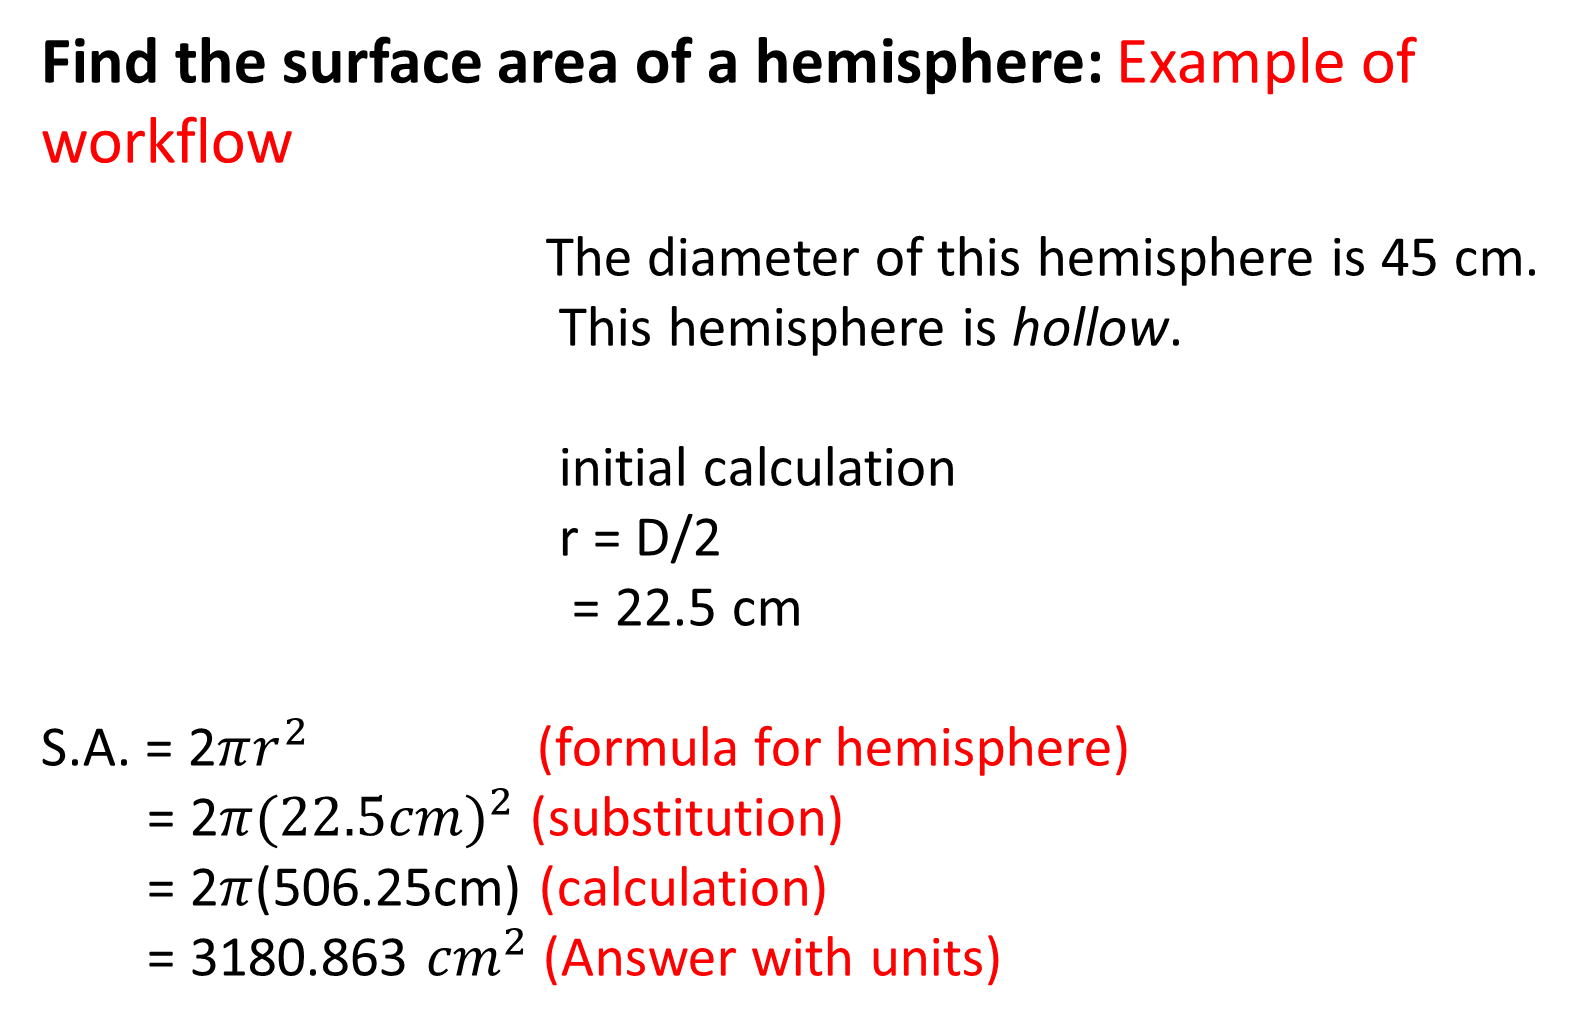 Find the surface area of a hemisphere: Example of
workflow
The diameter of this hemisphere is 45 cm.
This hemisphere is hollow.
initial calculation
r = D/2
= 22.5 cm
S.A. = 2𝜋𝑟² (formula for hemisphere)
= 2𝜋(22.5𝑐𝑚)² (substitution)
= 2𝜋(506.25cm) (calculation)
= 3180.863 𝑐𝑚² (Answer with units)